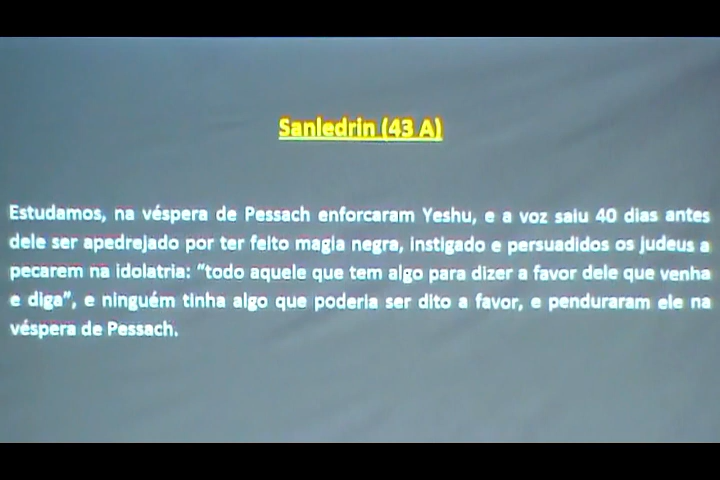 Sanledrin (43 A)
Estudamos, na véspera de Pessach enforcaram Yeshu, e a voz saiu 40 dias antes
dele ser apedrejado por ter feito magia negra, instigado e persuadidos os judeus a
pecarem na idolatria: “todo aquele que tem algo para dizer a favor dele que venha
e diga”, e ninguém tinha algo que poderia ser dito a favor, e penduraram ele na
véspera de Pessach.